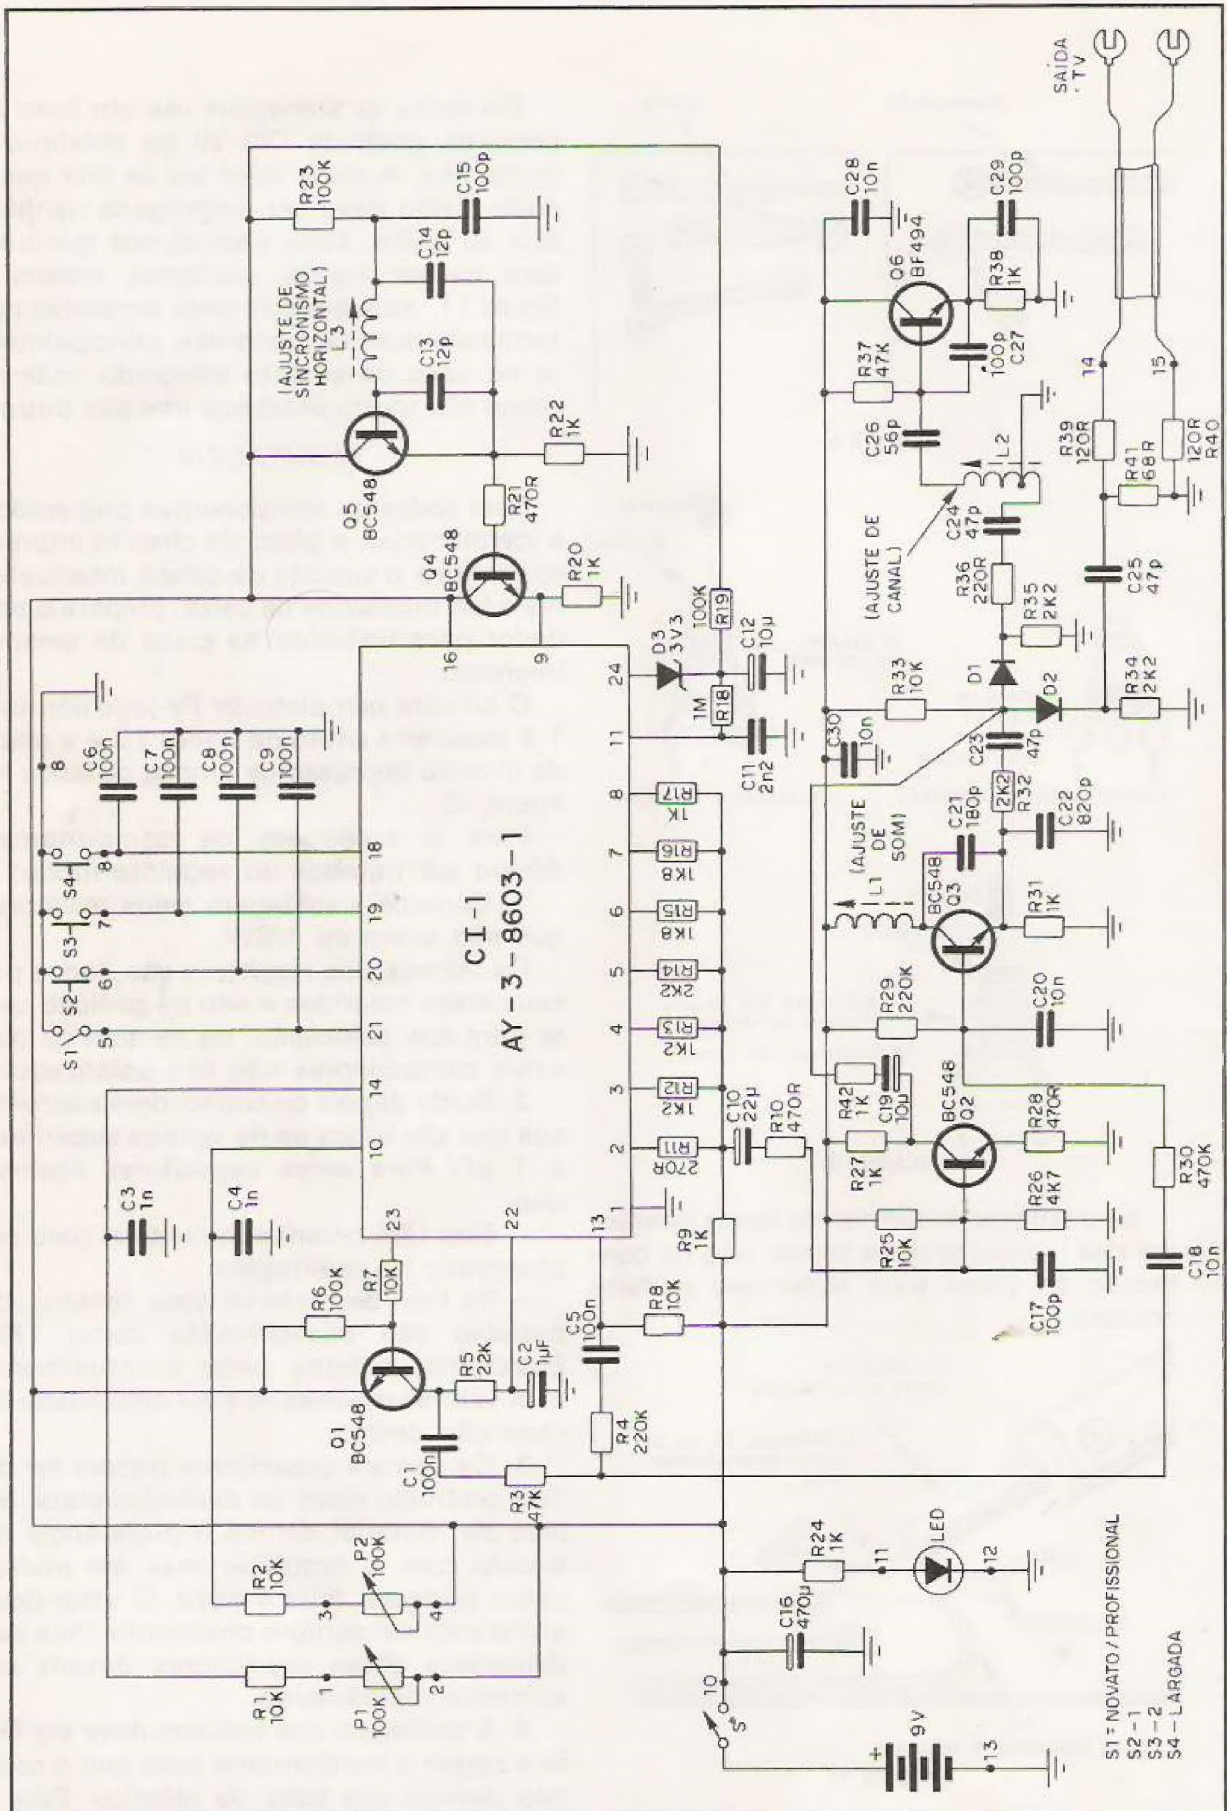 SAÍDA
TV
R23
100K
C15
100p
C14
12p
(AJUSTE DE
SINCRONISMO
HORIZONTAL)
L3
C13
12p
Q5
BC548
R22
1K
R21
470R
Q4
BC548
R20
1K
16
9
8
C6
100n
C7
100n
C8
100n
C9
100n
S4
S3
S2
S1
8
7
6
5
18
19
20
21
14
10
23
22
13
1
24
11
8
7
6
5
4
3
2
CI-1
AY-3-8603-1
D3
3V3
100K
R19
C12
10µ
1M
R18
C11
2n2
R17
1K
R16
1K8
R15
1K8
R14
2K2
R13
1K2
R12
1K2
R11
270R
C10
22µ
R10
470R
R9
1K
C3
1n
C4
1n
R6
100K
R7
10K
Q1
BC548
R5
22K
C2
1µF
C1
100n
C5
100n
R8
10K
R4
220K
R3
47K
R2
10K
P2
100K
3
4
R1
10K
P1
100K
1
2
C28
10n
Q6
BF494
C29
100p
R38
1K
R37
47K
100p
C27
C26
56p
L2
(AJUSTE DE
CANAL)
C24
47p
R36
220R
R35
2K2
D1
D2
R33
10K
R34
2K2
C23
47p
C25
47p
R39
120R
R41
68R
120R
R40
14
15
C30
10n
2K2
R32
C21
180p
C22
820p
(AJUSTE
DE
SOM)
L1
BC548
Q3
R31
1K
R29
220K
C20
10n
R42
1K
C19
10µ
R27
1K
BC548
Q2
R28
470R
R26
4K7
R25
10K
C17
100p
R30
470K
C18
10n
R24
1K
11
LED
12
C16
470µ
10
S
9V
+
13
S1 = NOVATO / PROFISSIONAL
S2 - 1
S3 - 2
S4 - LARGADA